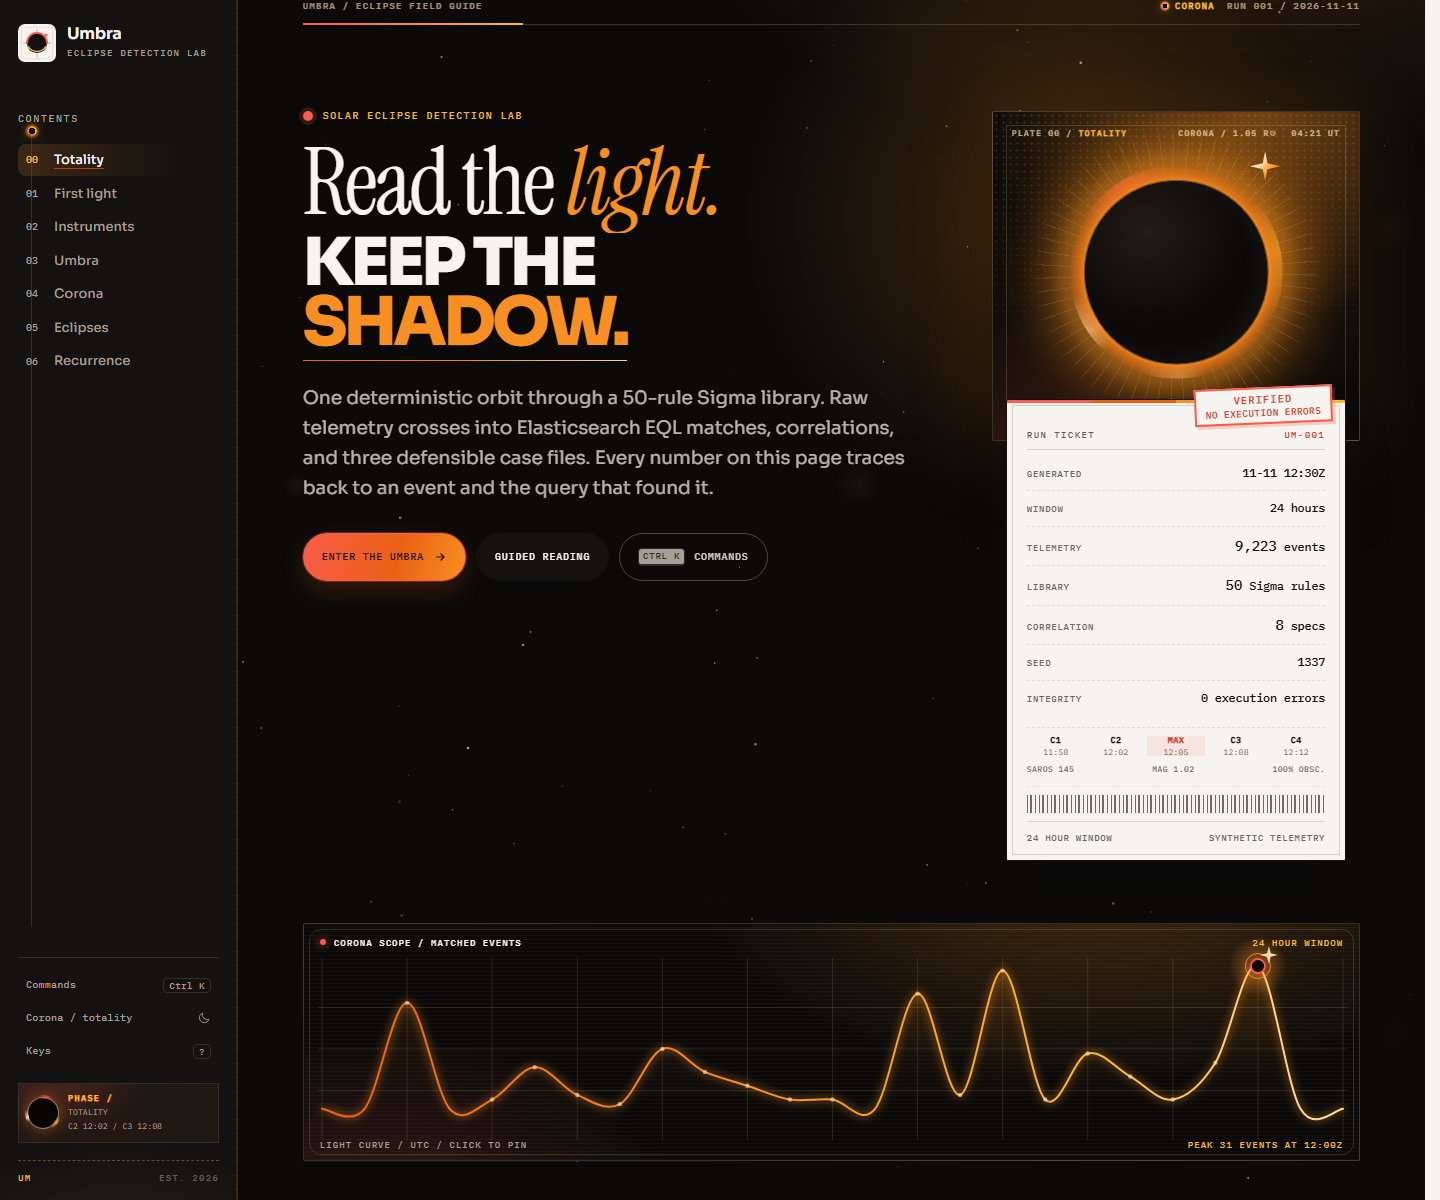 Umbra
ECLIPSE DETECTION LAB
CONTENTS
00 Totality
01 First light
02 Instruments
03 Umbra
04 Corona
05 Eclipses
06 Recurrence
Commands Ctrl K
Corona / totality
Keys ?
PHASE /
TOTALITY
C2 12:02 / C3 12:08
UM EST. 2026
UMBRA / ECLIPSE FIELD GUIDE
CORONA RUN 001 / 2026-11-11
SOLAR ECLIPSE DETECTION LAB
Read the light.
KEEP THE
SHADOW.
One deterministic orbit through a 50-rule Sigma library. Raw
telemetry crosses into Elasticsearch EQL matches, correlations,
and three defensible case files. Every number on this page traces
back to an event and the query that found it.
ENTER THE UMBRA →
GUIDED READING
CTRL K COMMANDS
PLATE 00 / TOTALITY
CORONA / 1.05 R⊙ 04:21 UT
VERIFIED
NO EXECUTION ERRORS
RUN TICKET UM-001
GENERATED 11-11 12:30Z
WINDOW 24 hours
TELEMETRY 9,223 events
LIBRARY 50 Sigma rules
CORRELATION 8 specs
SEED 1337
INTEGRITY 0 execution errors
C1 C2 MAX C3 C4
11:58 12:02 12:05 12:08 12:12
SAROS 145 MAG 1.02 100% OBSC.
24 HOUR WINDOW SYNTHETIC TELEMETRY
CORONA SCOPE / MATCHED EVENTS
24 HOUR WINDOW
LIGHT CURVE / UTC / CLICK TO PIN
PEAK 31 EVENTS AT 12:00Z